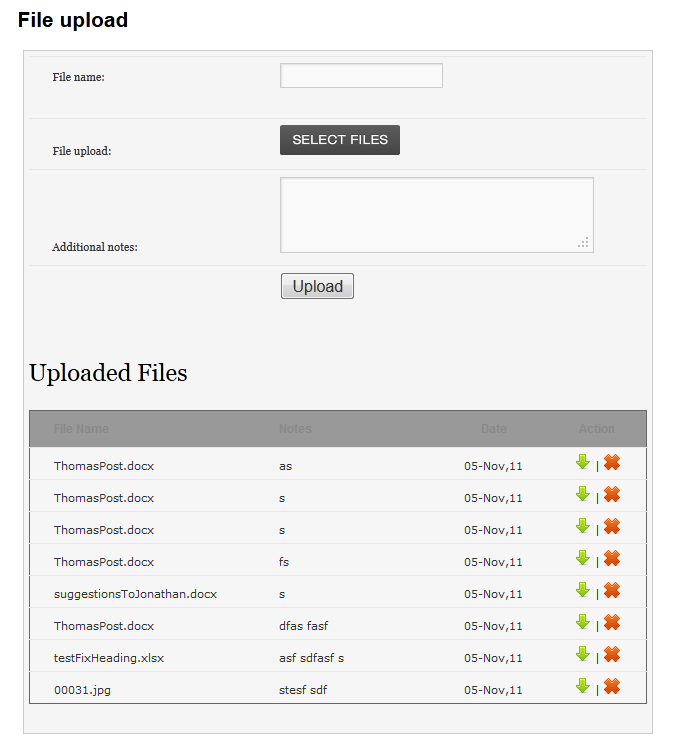 File upload
File name:
File upload: SELECT FILES
Additional notes:
Upload
Uploaded Files
File Name Notes Date Action
ThomasPost.docx as 05-Nov,11 |
ThomasPost.docx s 05-Nov,11 |
ThomasPost.docx s 05-Nov,11 |
ThomasPost.docx fs 05-Nov,11 |
suggestionsToJonathan.docx s 05-Nov,11 |
ThomasPost.docx dfas fasf 05-Nov,11 |
testFixHeading.xlsx asf sdfasf s 05-Nov,11 |
00031.jpg stesf sdf 05-Nov,11 |